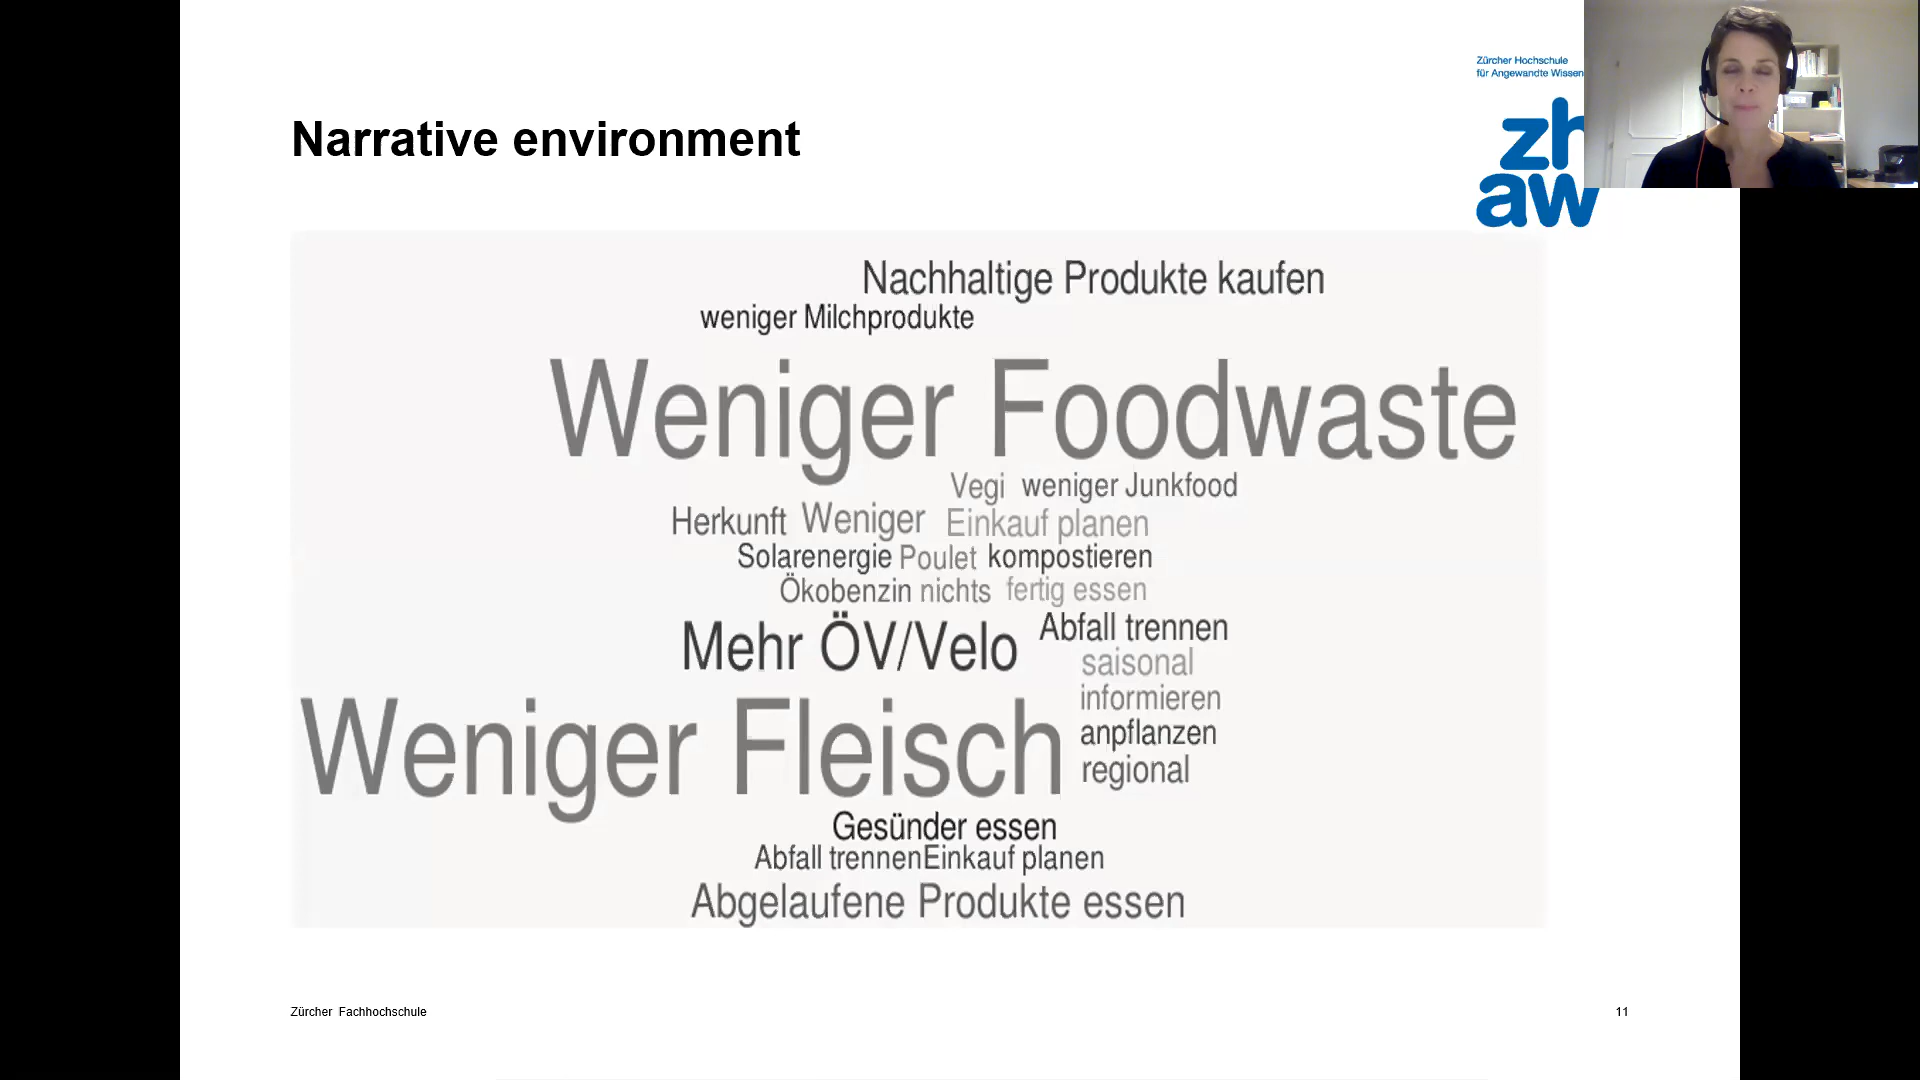 Zürcher Hochschule
für Angewandte Wissen
zh
aw
Narrative environment
Nachhaltige Produkte kaufen
weniger Milchprodukte
Weniger Foodwaste
Vegi weniger Junkfood
Herkunft Weniger Einkauf planen
Solarenergie Poulet kompostieren
Ökobenzin nichts fertig essen
Mehr ÖV/Velo Abfall trennen
saisonal
informieren
Weniger Fleisch anpflanzen
regional
Gesünder essen
Abfall trennen Einkauf planen
Abgelaufene Produkte essen
Zürcher Fachhochschule
11